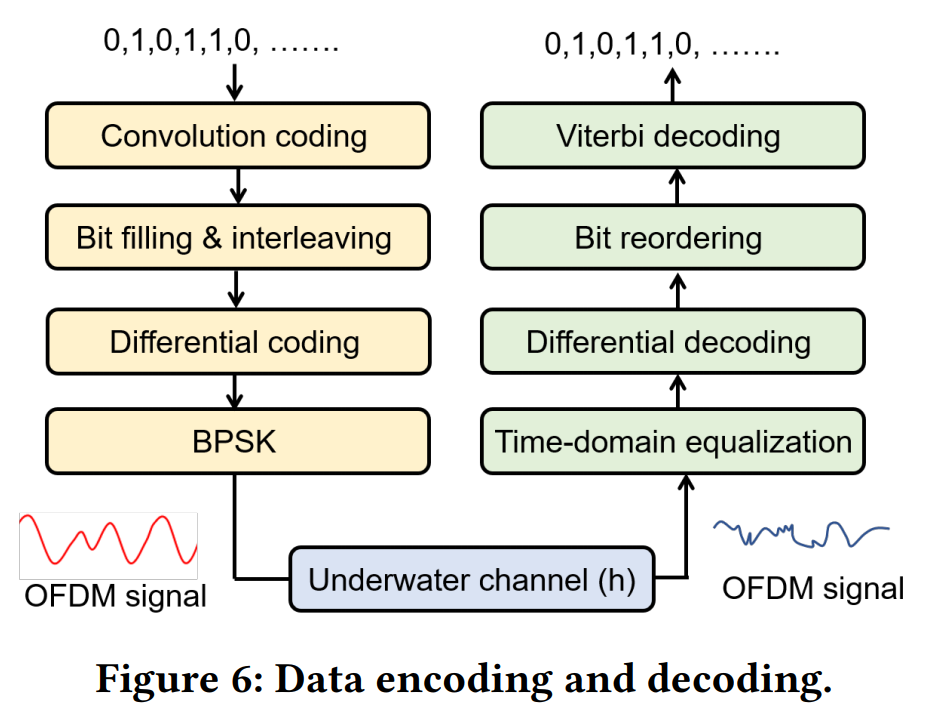 0,1,0,1,1,0, …….
Convolution coding
Bit filling & interleaving
Differential coding
BPSK
OFDM signal
Underwater channel (h)
0,1,0,1,1,0, …….
Viterbi decoding
Bit reordering
Differential decoding
Time-domain equalization
OFDM signal
Figure 6: Data encoding and decoding.